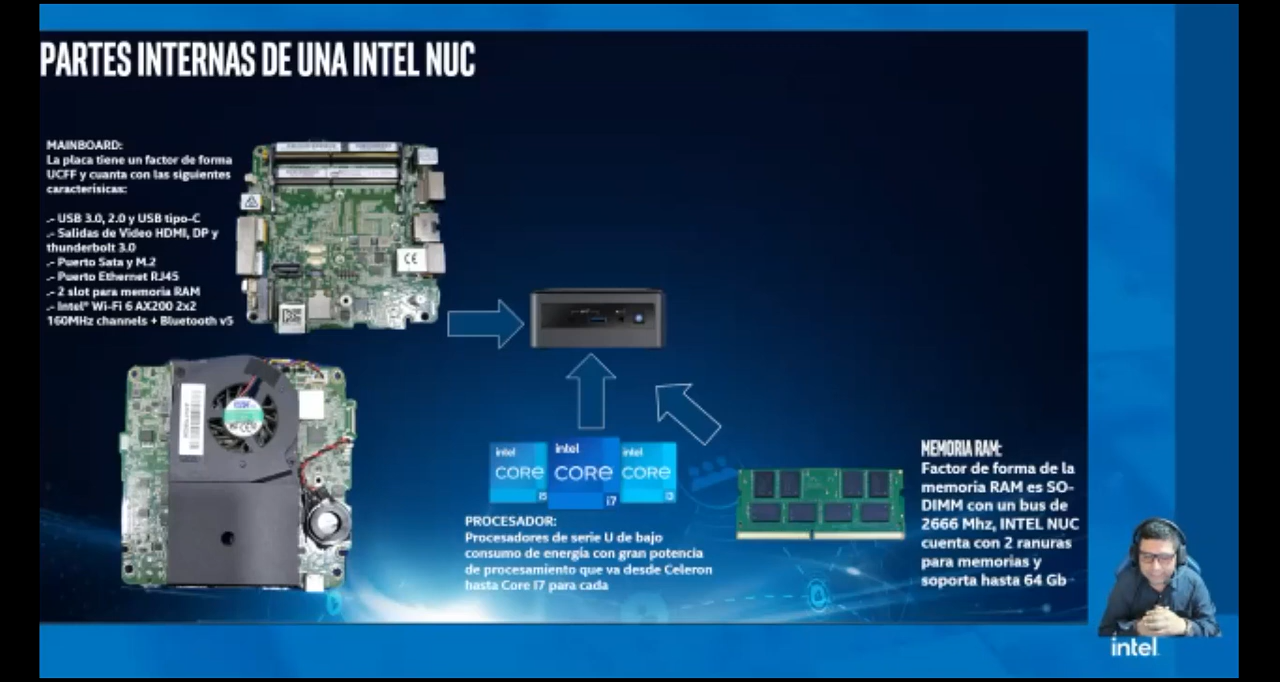 PARTES INTERNAS DE UNA INTEL NUC
MAINBOARD:
La placa tiene un factor de forma
UCFF y cuanta con las siguientes
caracterísicas:
.- USB 3.0, 2.0 y USB tipo-C
.- Salidas de Video HDMI, DP y
thunderbolt 3.0
.- Puerto Sata y M.2
.- Puerto Ethernet RJ45
.- 2 slot para memoria RAM
.- Intel® Wi-Fi 6 AX200 2x2
160MHz channels + Bluetooth v5
CE
intel
CORE
i5
intel
CORE
i7
intel
CORE
i3
PROCESADOR:
Procesadores de serie U de bajo
consumo de energía con gran potencia
de procesamiento que va desde Celeron
hasta Core I7 para cada
MEMORIA RAM:
Factor de forma de la
memoria RAM es SO-
DIMM con un bus de
2666 Mhz, INTEL NUC
cuenta con 2 ranuras
para memorias y
soporta hasta 64 Gb
intel